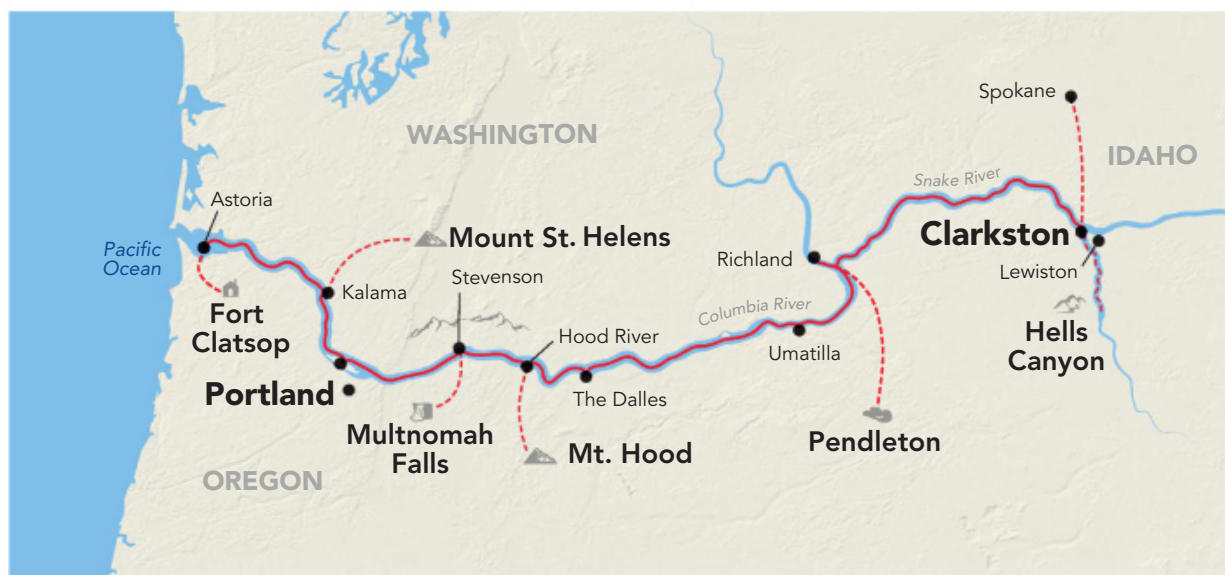 Spokane
WASHINGTON
IDAHO
Snake River
Astoria
Pacific
Ocean
Mount St. Helens
Clarkston
Richland
Lewiston
Stevenson
Kalama
Fort
Clatsop
Columbia River
Hood River
Umatilla
Hells
Canyon
Portland
The Dalles
Multnomah
Falls
Mt. Hood
Pendleton
OREGON